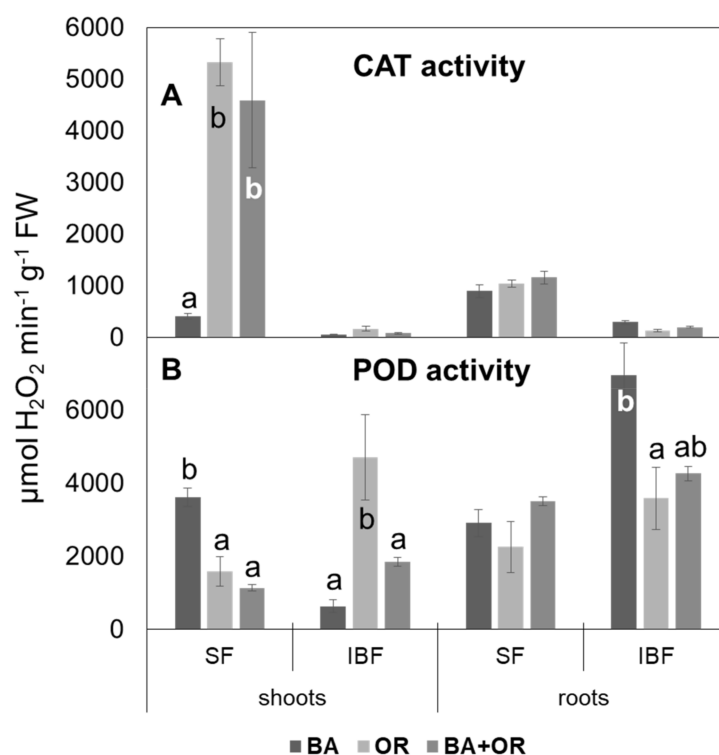 6000
CAT activity
5000
A
b
4000
3000
b
2000
1000
a
0
µmol H₂O₂ min⁻¹ g⁻¹ FW
B
POD activity
6000
b
a
ab
b
4000
b
a
a
a
2000
a
0
SF IBF SF IBF
shoots roots
BA OR BA+OR